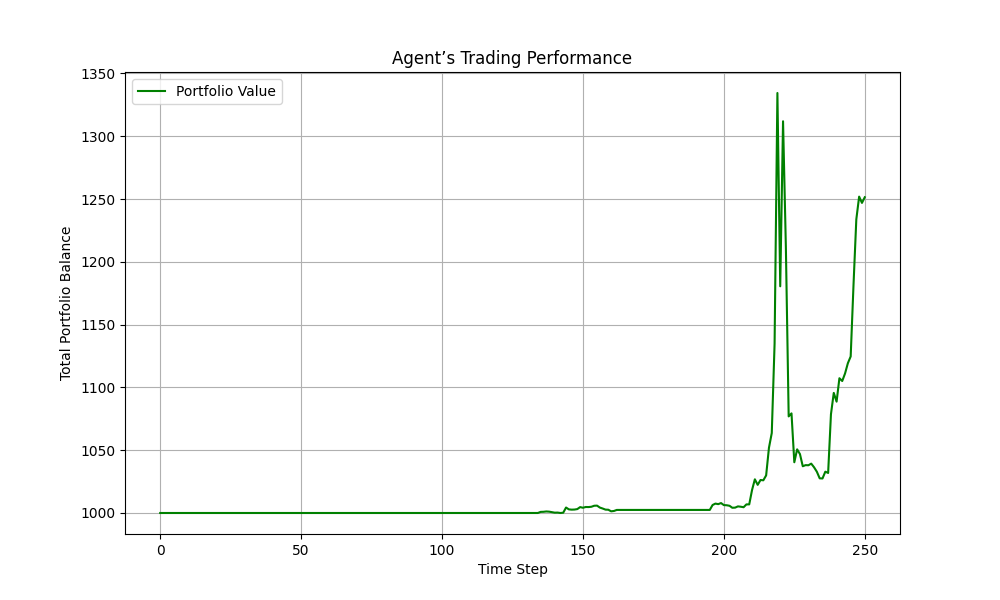 Agent’s Trading Performance
Portfolio Value
Total Portfolio Balance
1350
1300
1250
1200
1150
1100
1050
1000
0 50 100 150 200 250
Time Step